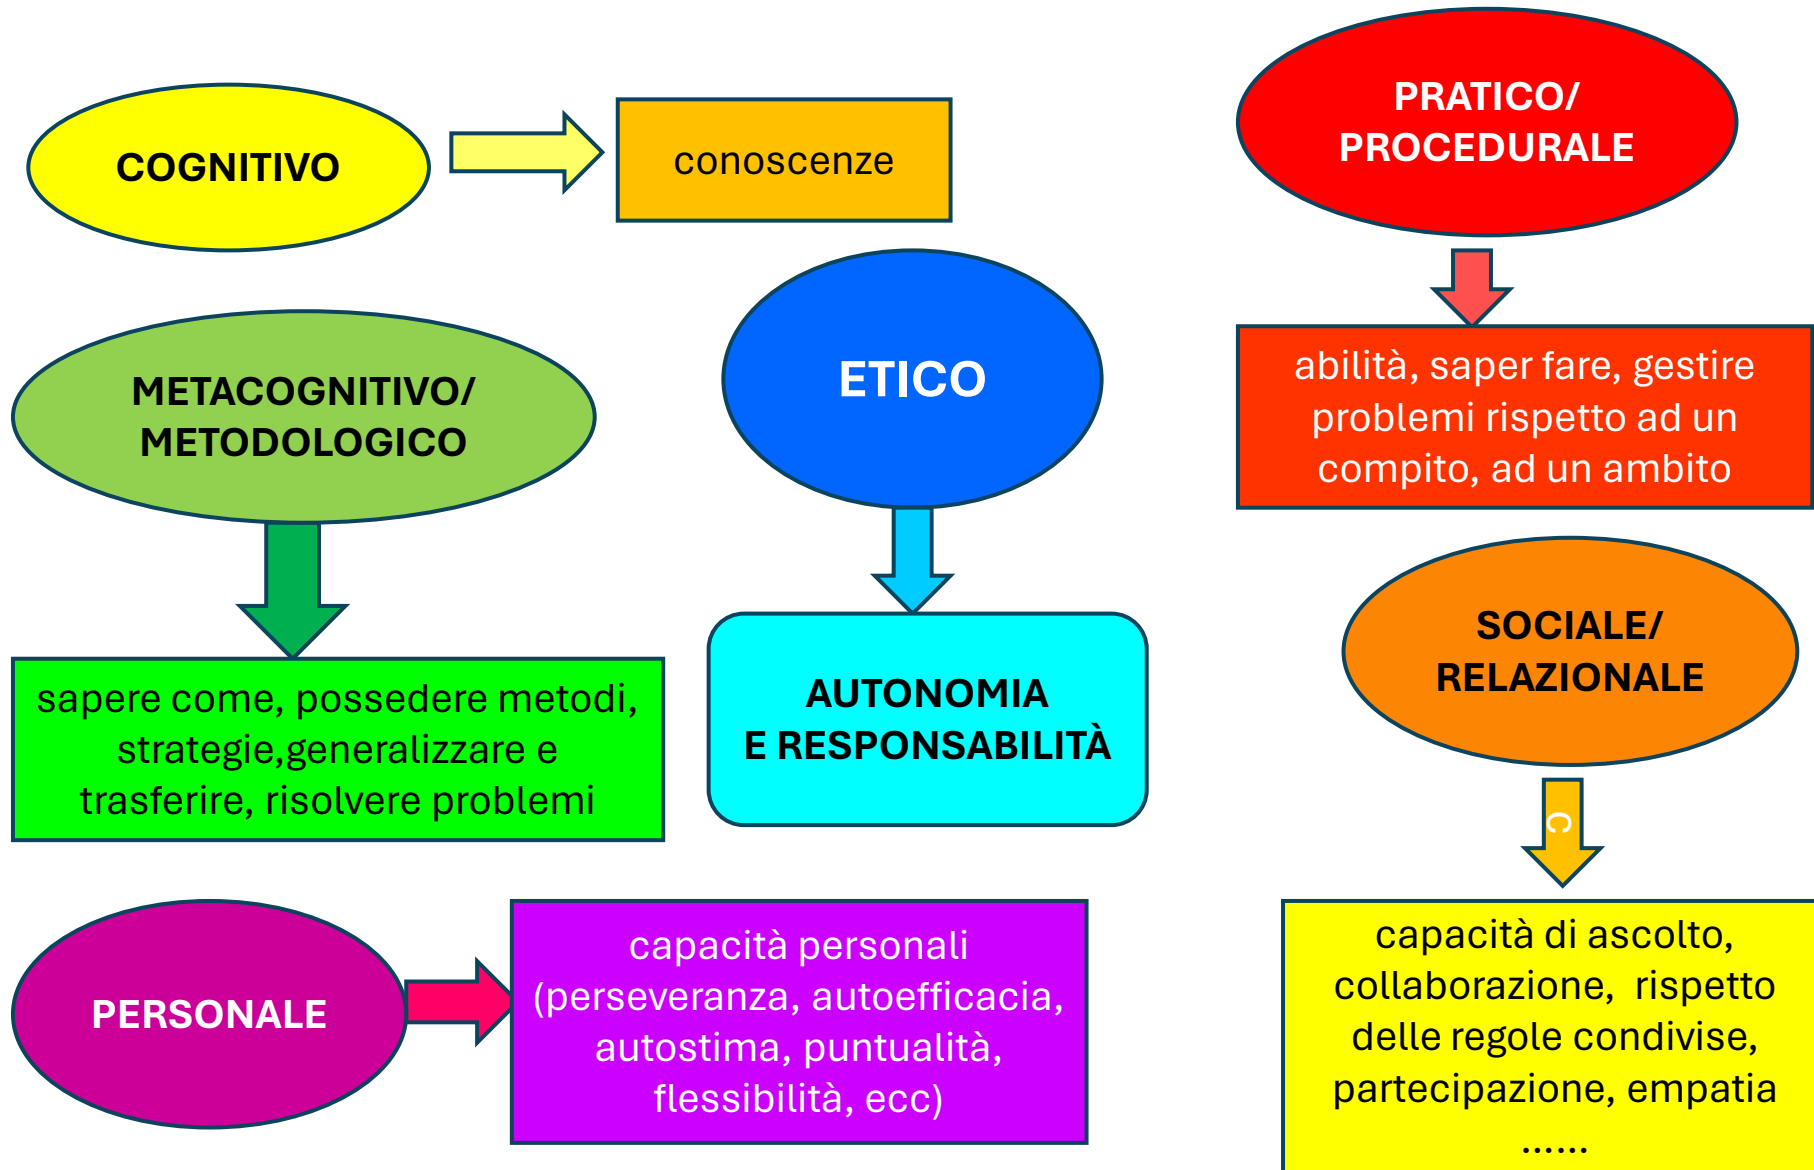 COGNITIVO
conoscenze
PRATICO/
PROCEDURALE
abilità, saper fare, gestire
problemi rispetto ad un
compito, ad un ambito
METACOGNITIVO/
METODOLOGICO
sapere come, possedere metodi,
strategie,generalizzare e
trasferire, risolvere problemi
ETICO
AUTONOMIA
E RESPONSABILITÀ
SOCIALE/
RELAZIONALE
C
capacità di ascolto,
collaborazione, rispetto
delle regole condivise,
partecipazione, empatia
......
PERSONALE
capacità personali
(perseveranza, autoefficacia,
autostima, puntualità,
flessibilità, ecc)